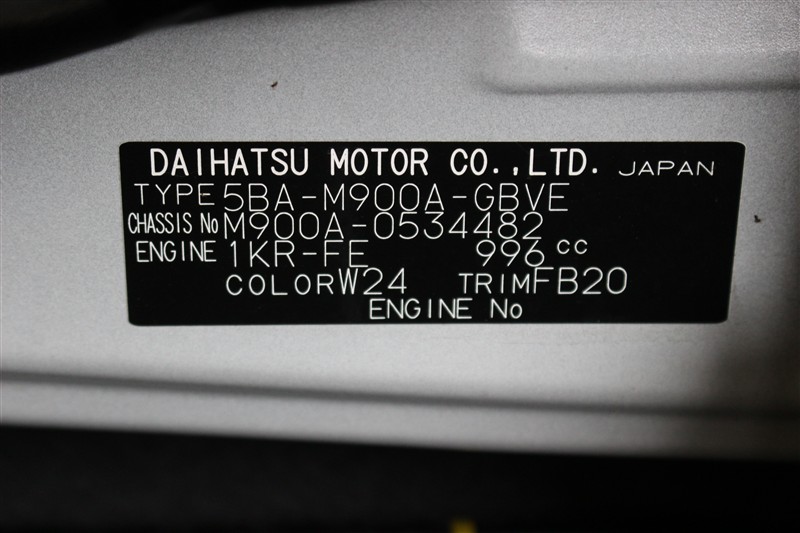 DAIHATSU MOTOR CO.,LTD. JAPAN
TYPE 5BA-M900A-GBVE
CHASSIS No M900A-0534482
ENGINE 1KR-FE 996 cc
COLOR W24 TRIM FB20
ENGINE No